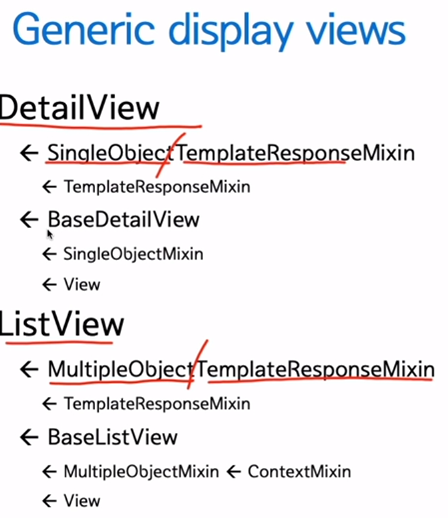 Generic display views
DetailView
← SingleObjectTemplateResponseMixin
← TemplateResponseMixin
← BaseDetailView
← SingleObjectMixin
← View
ListView
← MultipleObjectTemplateResponseMixin
← TemplateResponseMixin
← BaseListView
← MultipleObjectMixin ← ContextMixin
← View